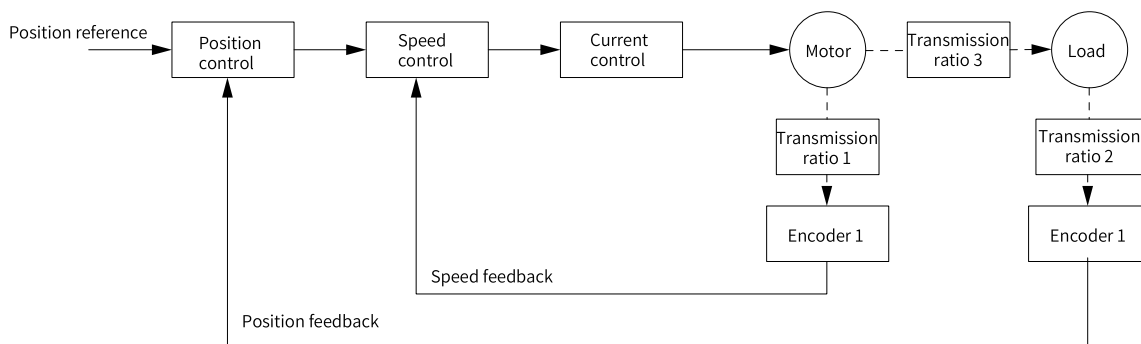 Position reference
Position
control
Speed
control
Current
control
Motor
Transmission
ratio 3
Load
Transmission
ratio 1
Transmission
ratio 2
Encoder 1
Encoder 1
Speed feedback
Position feedback